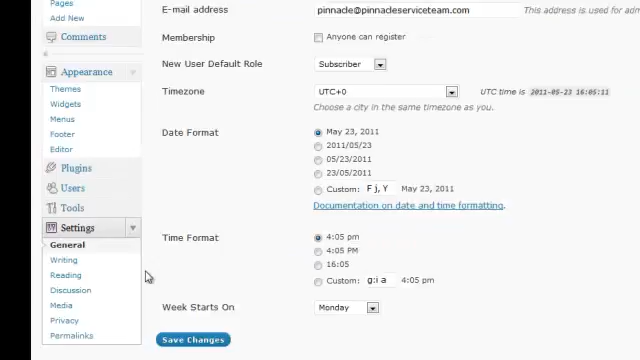 Pages
Add New
Comments
Appearance
Themes
Widgets
Menus
Footer
Editor
Plugins
Users
Tools
Settings
General
Writing
Reading
Discussion
Media
Privacy
Permalinks
E-mail address pinnacle@pinnacleserviceteam.com This address is used for adm
Membership Anyone can register
New User Default Role Subscriber
Timezone UTC+0 UTC time is 2011-05-23 16:05:11
Choose a city in the same timezone as you.
Date Format May 23, 2011
2011/05/23
05/23/2011
23/05/2011
Custom: F j, Y May 23, 2011
Documentation on date and time formatting.
Time Format 4:05 pm
4:05 PM
16:05
Custom: g:i a 4:05 pm
Week Starts On Monday
Save Changes